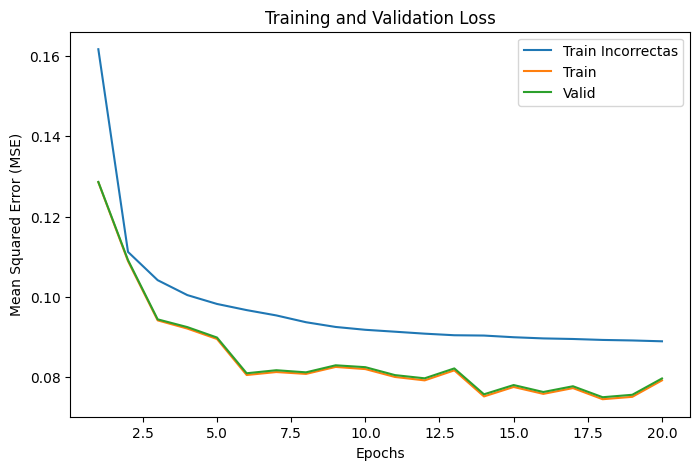 Training and Validation Loss
Train Incorrectas
Train
Valid
Mean Squared Error (MSE)
0.16
0.14
0.12
0.10
0.08
2.5 5.0 7.5 10.0 12.5 15.0 17.5 20.0
Epochs